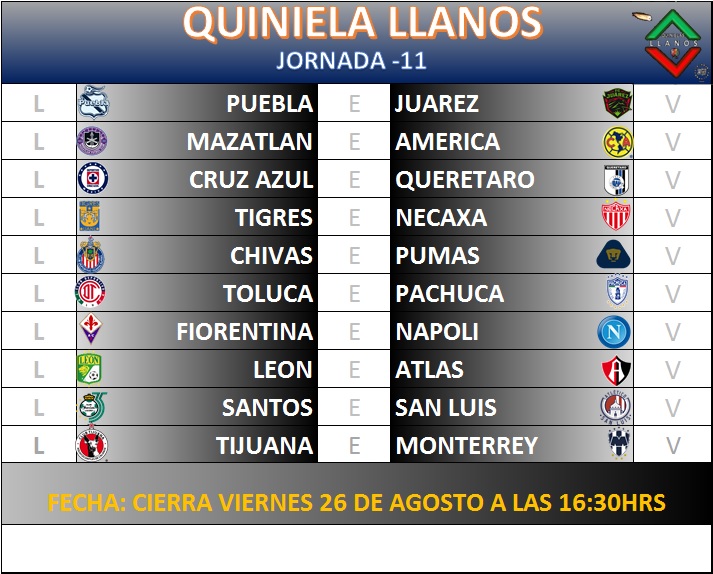 QUINIELA LLANOS
JORNADA -11
LLANOS
L PUEBLA E JUAREZ V
L MAZATLAN E AMERICA V
L CRUZ AZUL E QUERETARO V
L TIGRES E NECAXA V
L CHIVAS E PUMAS V
L TOLUCA E PACHUCA V
L FIORENTINA E NAPOLI V
L LEON E ATLAS V
L SANTOS E SAN LUIS V
L TIJUANA E MONTERREY V
FECHA: CIERRA VIERNES 26 DE AGOSTO A LAS 16:30HRS